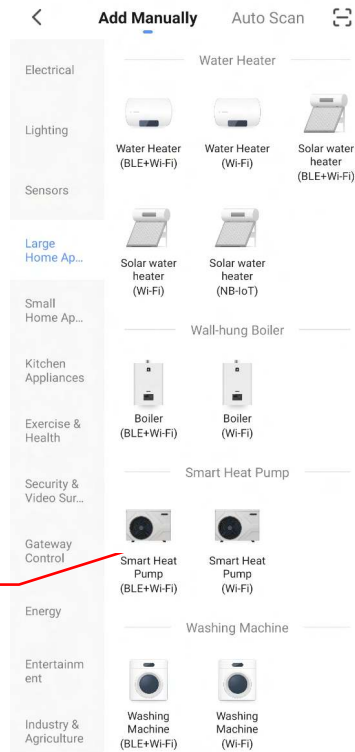 Add Manually
Auto Scan
Electrical
Lighting
Sensors
Large
Home Ap...
Small
Home Ap...
Kitchen
Appliances
Exercise &
Health
Security &
Video Sur...
Gateway
Control
Energy
Entertainm
ent
Industry &
Agriculture
Water Heater
Water Heater
(BLE+Wi-Fi)
Water Heater
(Wi-Fi)
Solar water
heater
(BLE+Wi-Fi)
Solar water
heater
(Wi-Fi)
Solar water
heater
(NB-IoT)
Wall-hung Boiler
Boiler
(BLE+Wi-Fi)
Boiler
(Wi-Fi)
Smart Heat Pump
Smart Heat
Pump
(BLE+Wi-Fi)
Smart Heat
Pump
(Wi-Fi)
Washing Machine
Washing
Machine
(BLE+Wi-Fi)
Washing
Machine
(Wi-Fi)